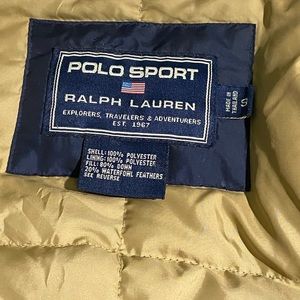 POLO SPORT
RALPH LAUREN
EXPLORERS, TRAVELERS & ADVENTURERS
EST. 1967
MADE IN
THAILAND
S
SHELL: 100% POLYESTER
LINING: 100% POLYESTER
FILL: 80% DOWN
20% WATERFOWL FEATHERS
SEE REVERSE